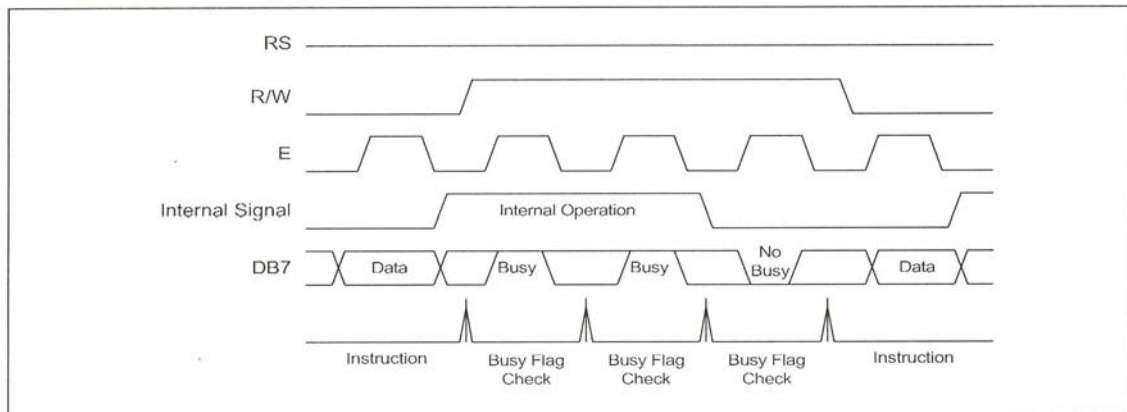 RS
R/W
E
Internal Signal
Internal Operation
DB7
Data
Busy
Busy
No
Busy
Data
Instruction
Busy Flag
Check
Busy Flag
Check
Busy Flag
Check
Instruction